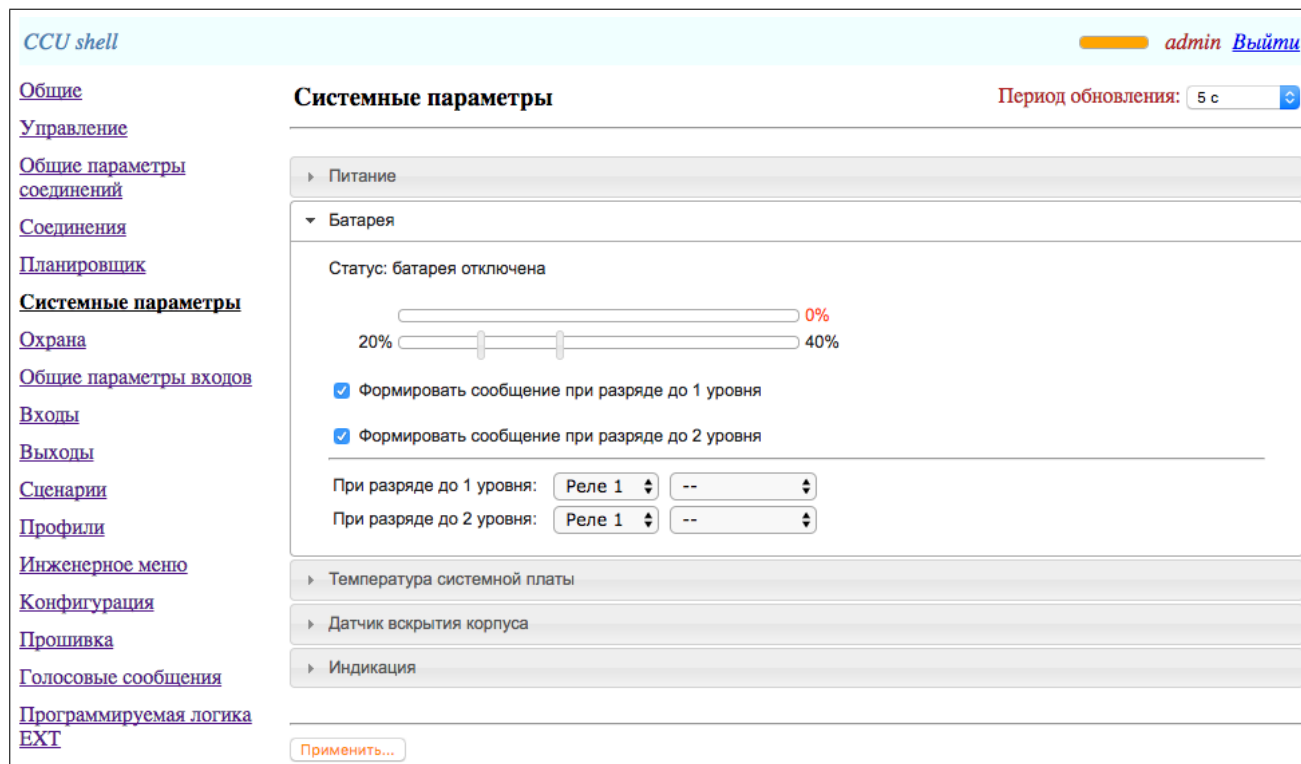 CCU shell
admin Выйти
Общие
Управление
Общие параметры
соединений
Соединения
Планировщик
Системные параметры
Охрана
Общие параметры входов
Входы
Выходы
Сценарии
Профили
Инженерное меню
Конфигурация
Прошивка
Голосовые сообщения
Программируемая логика
EXT
Системные параметры
Период обновления: 5 с
Питание
Батарея
Статус: батарея отключена
0%
20% 40%
Формировать сообщение при разряде до 1 уровня
Формировать сообщение при разряде до 2 уровня
При разряде до 1 уровня: Реле 1 --
При разряде до 2 уровня: Реле 1 --
Температура системной платы
Датчик вскрытия корпуса
Индикация
Применить...